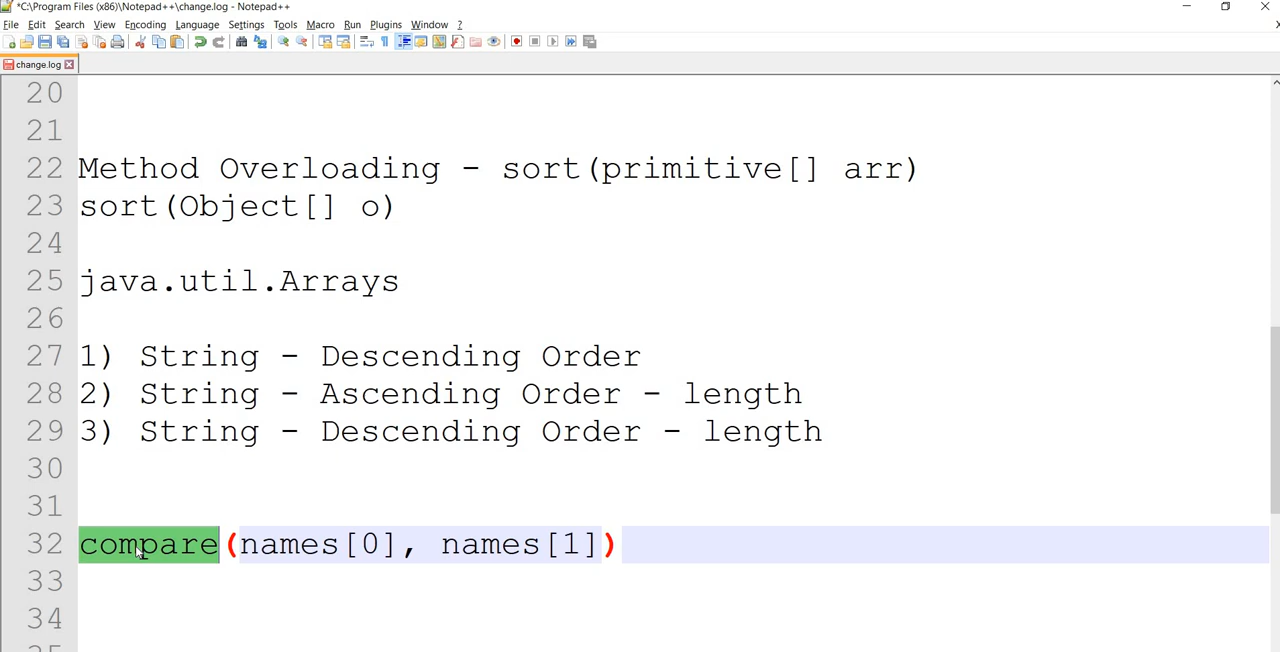 *C:\Program Files (x86)\Notepad++\change.log - Notepad++
File Edit Search View Encoding Language Settings Tools Macro Run Plugins Window ?
change.log
20
21
22 Method Overloading - sort(primitive[] arr)
23 sort(Object[] o)
24
25 java.util.Arrays
26
27 1) String - Descending Order
28 2) String - Ascending Order - length
29 3) String - Descending Order - length
30
31
32 compare(names[0], names[1])
33
34
35